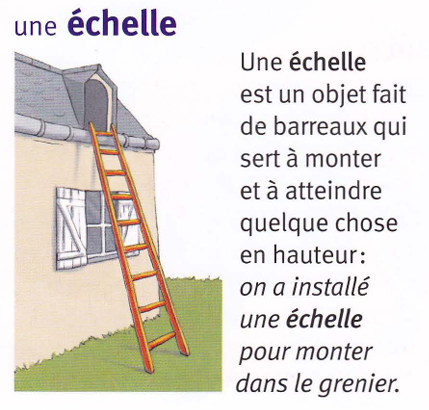 une échelle
Une échelle
est un objet fait
de barreaux qui
sert à monter
et à atteindre
quelque chose
en hauteur :
on a installé
une échelle
pour monter
dans le grenier.